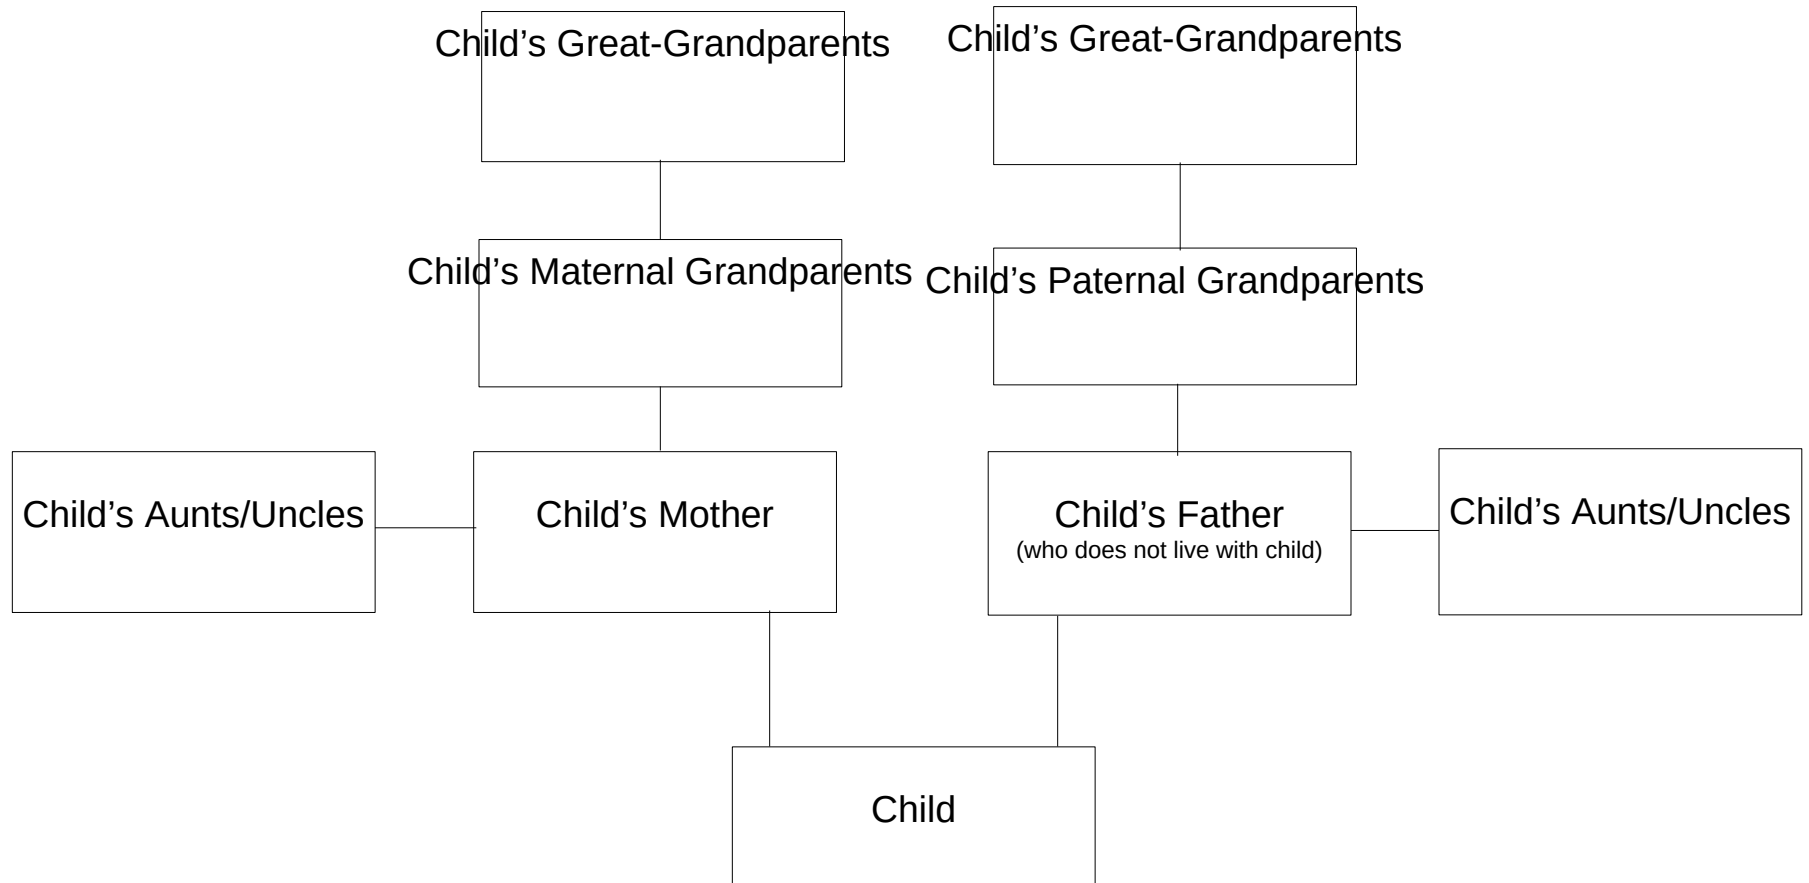 Child’s Great-Grandparents
Child’s Great-Grandparents
Child’s Maternal Grandparents
Child’s Paternal Grandparents
Child’s Aunts/Uncles
Child’s Mother
Child’s Father
(who does not live with child)
Child’s Aunts/Uncles
Child